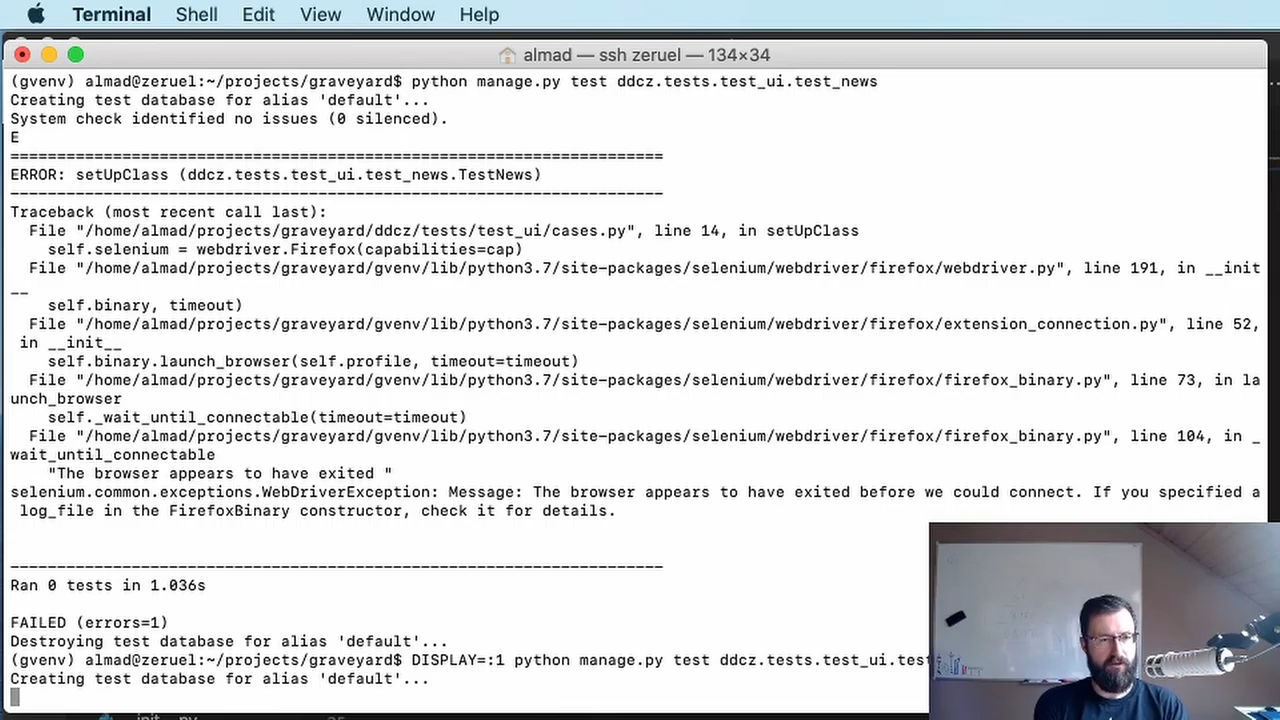 Terminal Shell Edit View Window Help
almad — ssh zeruel — 134×34
(gvenv) almad@zeruel:~/projects/graveyard$ python manage.py test ddcz.tests.test_ui.test_news
Creating test database for alias 'default'...
System check identified no issues (0 silenced).
E
======================================================================
ERROR: setUpClass (ddcz.tests.test_ui.test_news.TestNews)
----------------------------------------------------------------------
Traceback (most recent call last):
File "/home/almad/projects/graveyard/ddcz/tests/test_ui/cases.py", line 14, in setUpClass
self.selenium = webdriver.Firefox(capabilities=cap)
File "/home/almad/projects/graveyard/gvenv/lib/python3.7/site-packages/selenium/webdriver/firefox/webdriver.py", line 191, in __init
__
self.binary, timeout)
File "/home/almad/projects/graveyard/gvenv/lib/python3.7/site-packages/selenium/webdriver/firefox/extension_connection.py", line 52,
in __init__
self.binary.launch_browser(self.profile, timeout=timeout)
File "/home/almad/projects/graveyard/gvenv/lib/python3.7/site-packages/selenium/webdriver/firefox/firefox_binary.py", line 73, in la
unch_browser
self._wait_until_connectable(timeout=timeout)
File "/home/almad/projects/graveyard/gvenv/lib/python3.7/site-packages/selenium/webdriver/firefox/firefox_binary.py", line 104, in _
wait_until_connectable
"The browser appears to have exited "
selenium.common.exceptions.WebDriverException: Message: The browser appears to have exited before we could connect. If you specified a
log_file in the FirefoxBinary constructor, check it for details.
----------------------------------------------------------------------
Ran 0 tests in 1.036s
FAILED (errors=1)
Destroying test database for alias 'default'...
(gvenv) almad@zeruel:~/projects/graveyard$ DISPLAY=:1 python manage.py test ddcz.tests.test_ui.test
Creating test database for alias 'default'...